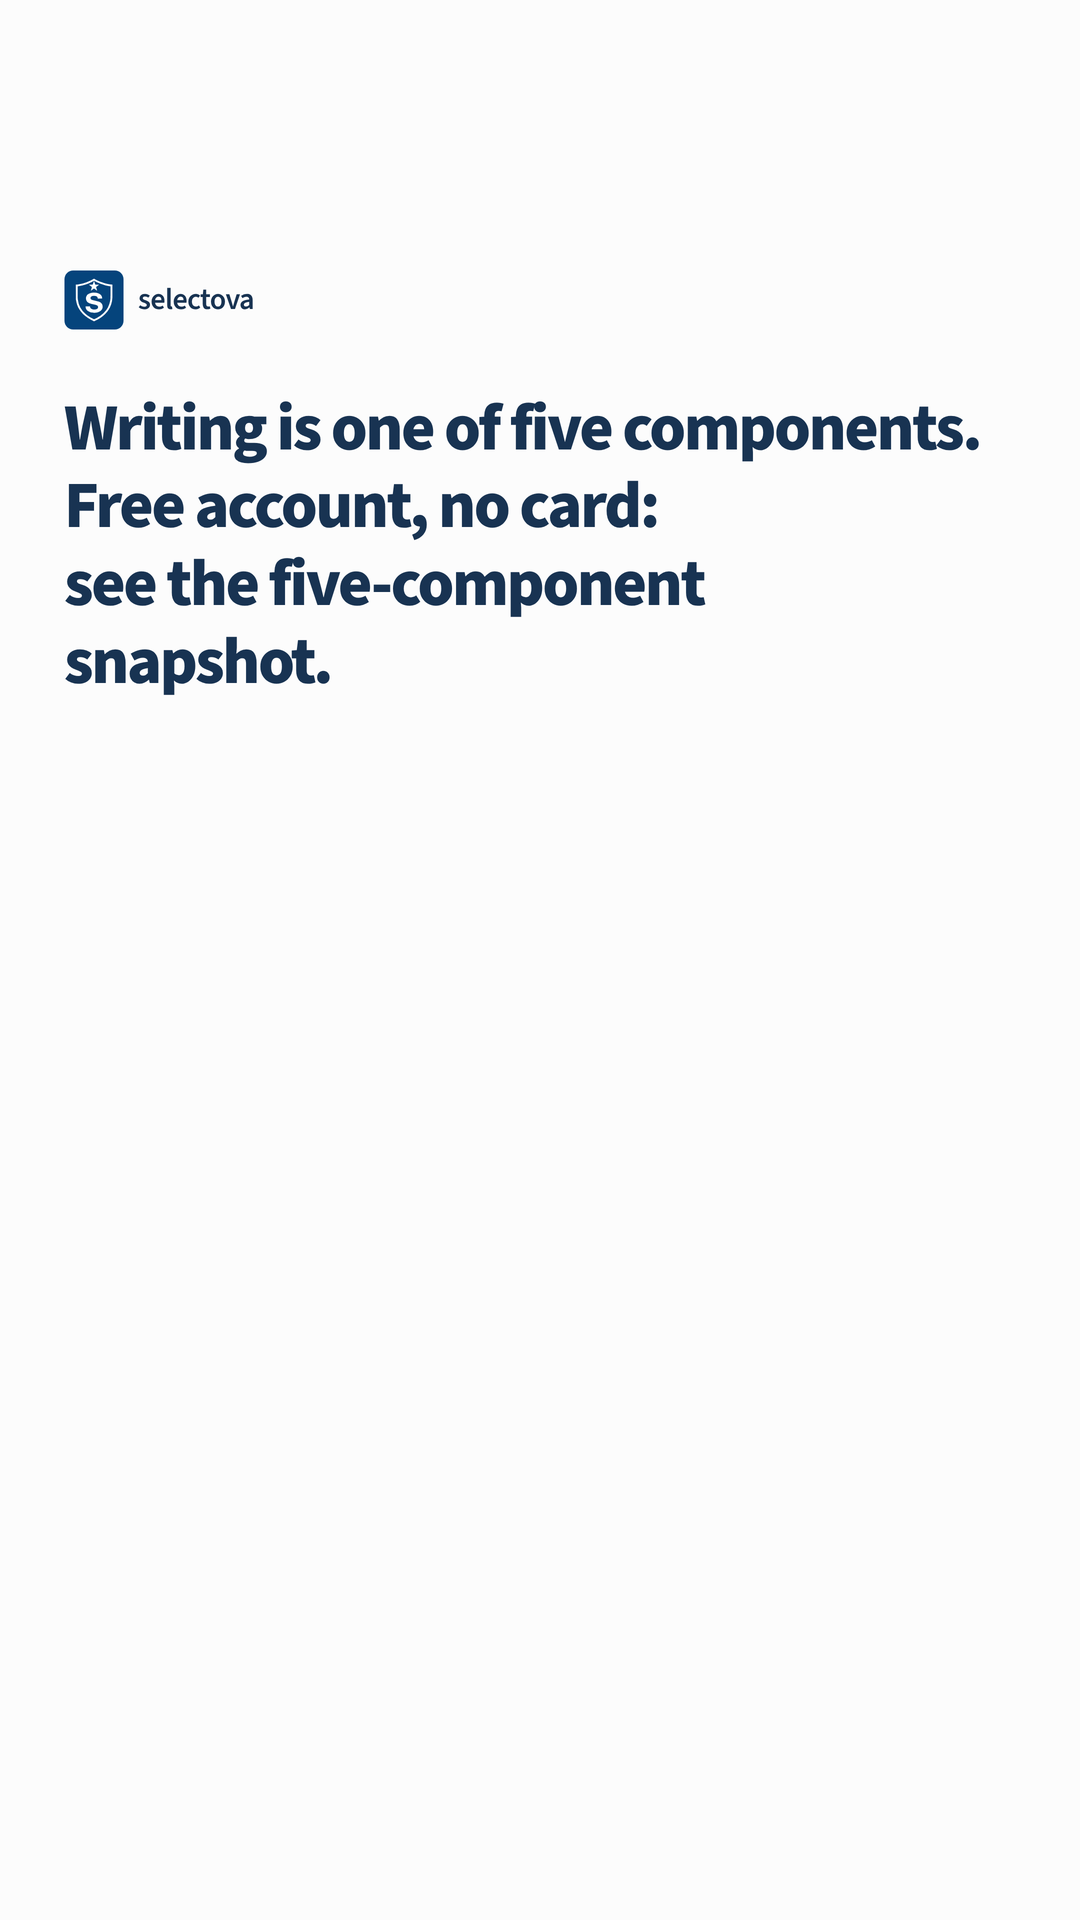 selectova
Writing is one of five components.
Free account, no card:
see the five-component
snapshot.